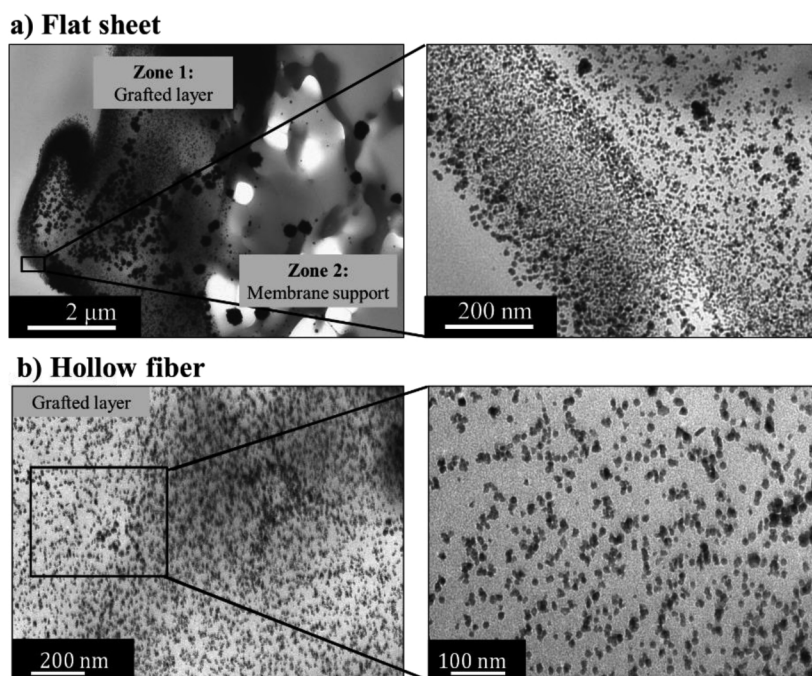 a) Flat sheet
Zone 1:
Grafted layer
Zone 2:
Membrane support
2 μm
200 nm
b) Hollow fiber
Grafted layer
200 nm
100 nm